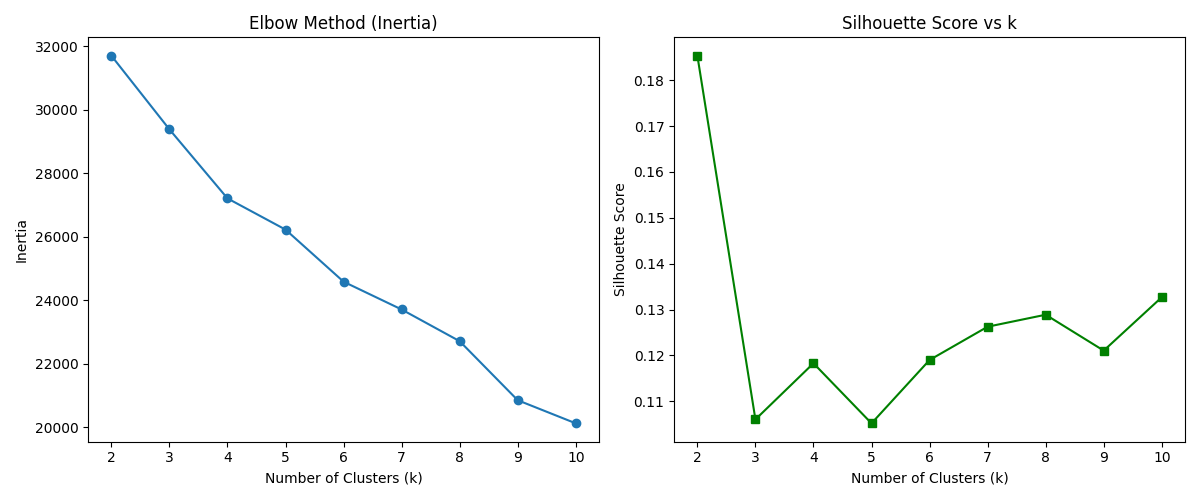 Elbow Method (Inertia)
Inertia
32000
30000
28000
26000
24000
22000
20000
2 3 4 5 6 7 8 9 10
Number of Clusters (k)
Silhouette Score vs k
Silhouette Score
0.18
0.17
0.16
0.15
0.14
0.13
0.12
0.11
2 3 4 5 6 7 8 9 10
Number of Clusters (k)